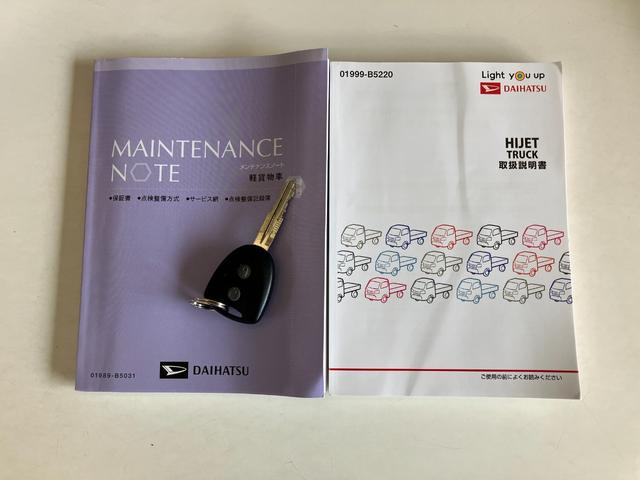 MAINTENANCE
NOTE
メンテナンスノート
軽貨物車
●保証書 ●点検整備方式 ●サービス網 ●点検整備記録簿
01989-B5031
DAIHATSU
01999-B5220
Light you up
DAIHATSU
HIJET
TRUCK
取扱説明書
ご使用の前によくお読みください